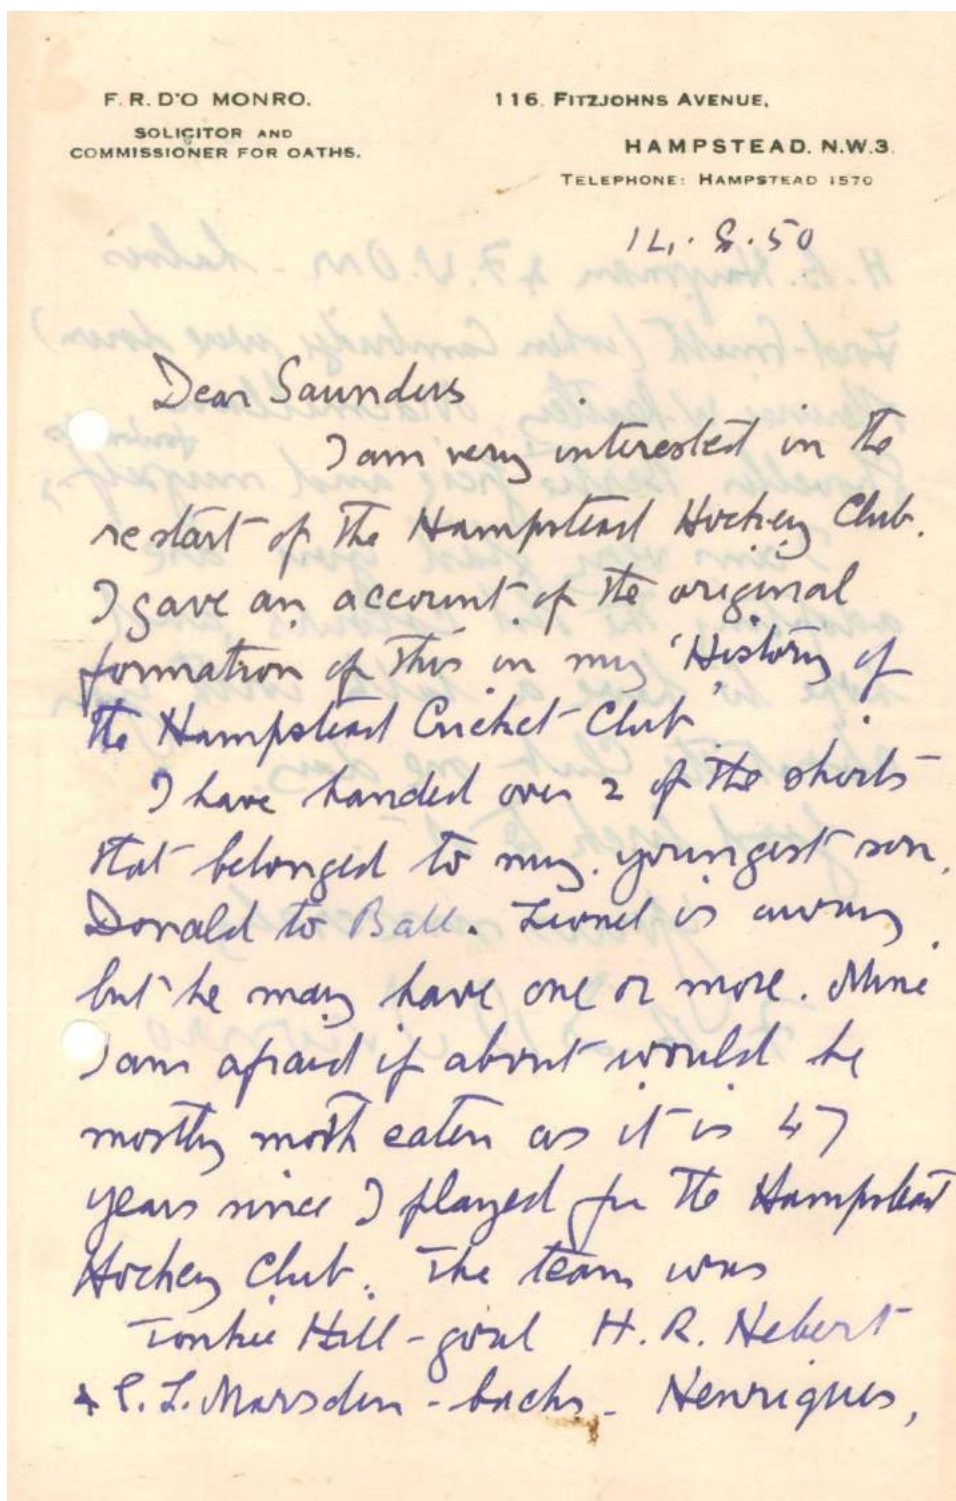 F. R. D'O MONRO.
SOLICITOR AND
COMMISSIONER FOR OATHS.
116, FITZJOHNS AVENUE,
HAMPSTEAD. N.W.3.
TELEPHONE: HAMPSTEAD 1570
14. 8. 50
Dear Saunders
I am very interested in the
restart of the Hampstead Hockey Club.
I gave an account of the original
formation of this in my 'History of
the Hampstead Cricket Club'.
I have handed over 2 of the shirts
that belonged to my youngest son,
Donald to Ball. Lionel is away
but he may have one or more. Mine
I am afraid if about would be
mostly moth eaten as it is 47
years since I played for the Hampstead
Hockey Club. The team was
Hill - goal H. R. Hebert
& C. L. Marsden - backs - Henriques,